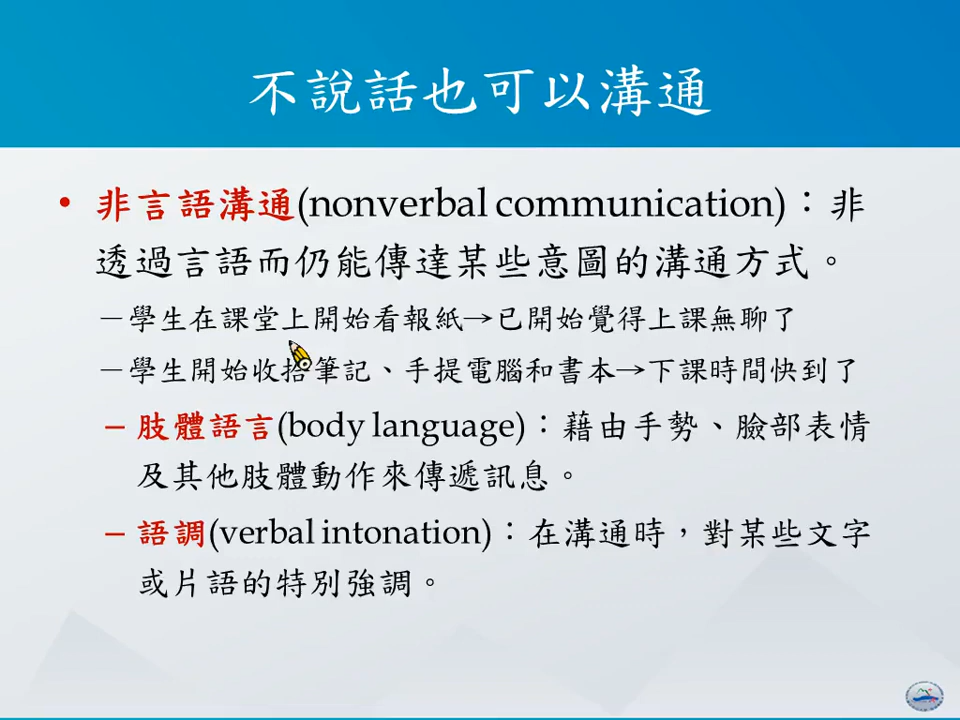 不說話也可以溝通
• 非言語溝通(nonverbal communication)：非
透過言語而仍能傳達某些意圖的溝通方式。
－學生在課堂上開始看報紙→已開始覺得上課無聊了
－學生開始收拾筆記、手提電腦和書本→下課時間快到了
– 肢體語言(body language)：藉由手勢、臉部表情
及其他肢體動作來傳遞訊息。
– 語調(verbal intonation)：在溝通時，對某些文字
或片語的特別強調。